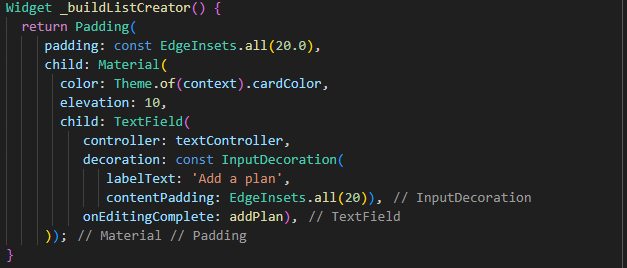 Widget _buildListCreator() {
  return Padding(
     padding: const EdgeInsets.all(20.0),
     child: Material(
       color: Theme.of(context).cardColor,
       elevation: 10,
       child: TextField(
          controller: textController,
          decoration: const InputDecoration(
             labelText: 'Add a plan',
             contentPadding: EdgeInsets.all(20)), // InputDecoration
          onEditingComplete: addPlan), // TextField
     )); // Material // Padding
}